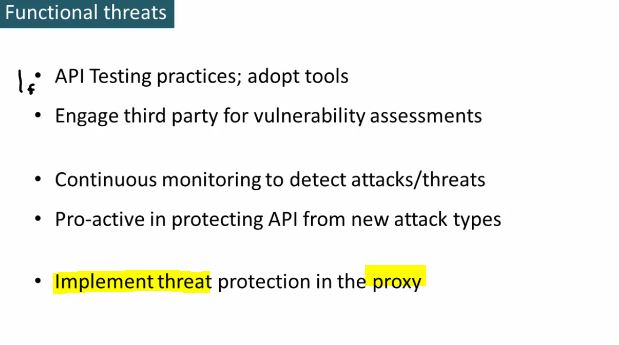 Functional threats
• API Testing practices; adopt tools
• Engage third party for vulnerability assessments
• Continuous monitoring to detect attacks/threats
• Pro-active in protecting API from new attack types
• Implement threat protection in the proxy